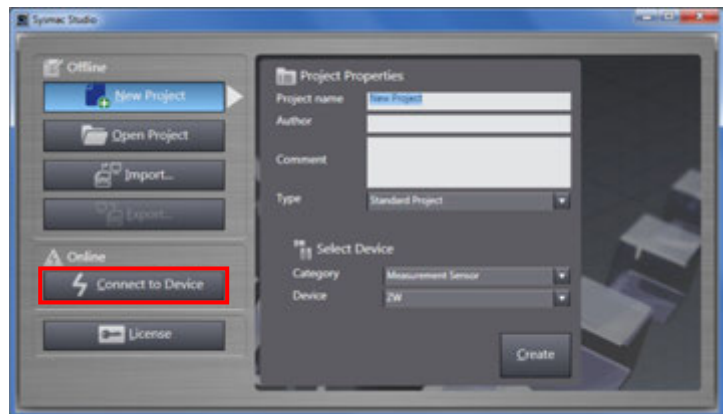 Sysmac Studio
Offline
New Project
Open Project
Import...
Export...
Online
Connect to Device
License
Project Properties
Project name New Project
Author
Comment
Type Standard Project
Select Device
Category Measurement Sensor
Device ZW
Create